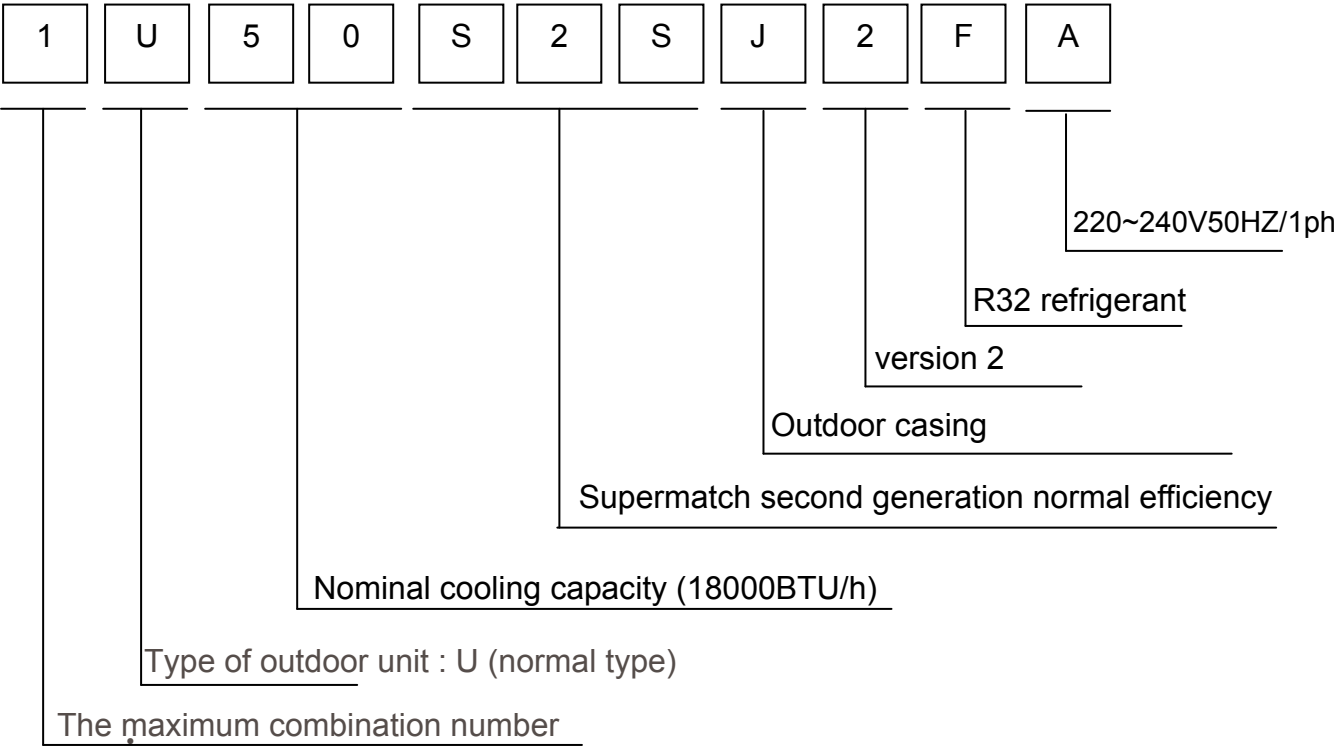 1 U 5 0 S 2 S J 2 F A
220~240V50HZ/1ph
R32 refrigerant
version 2
Outdoor casing
Supermatch second generation normal efficiency
Nominal cooling capacity (18000BTU/h)
Type of outdoor unit : U (normal type)
The maximum combination number